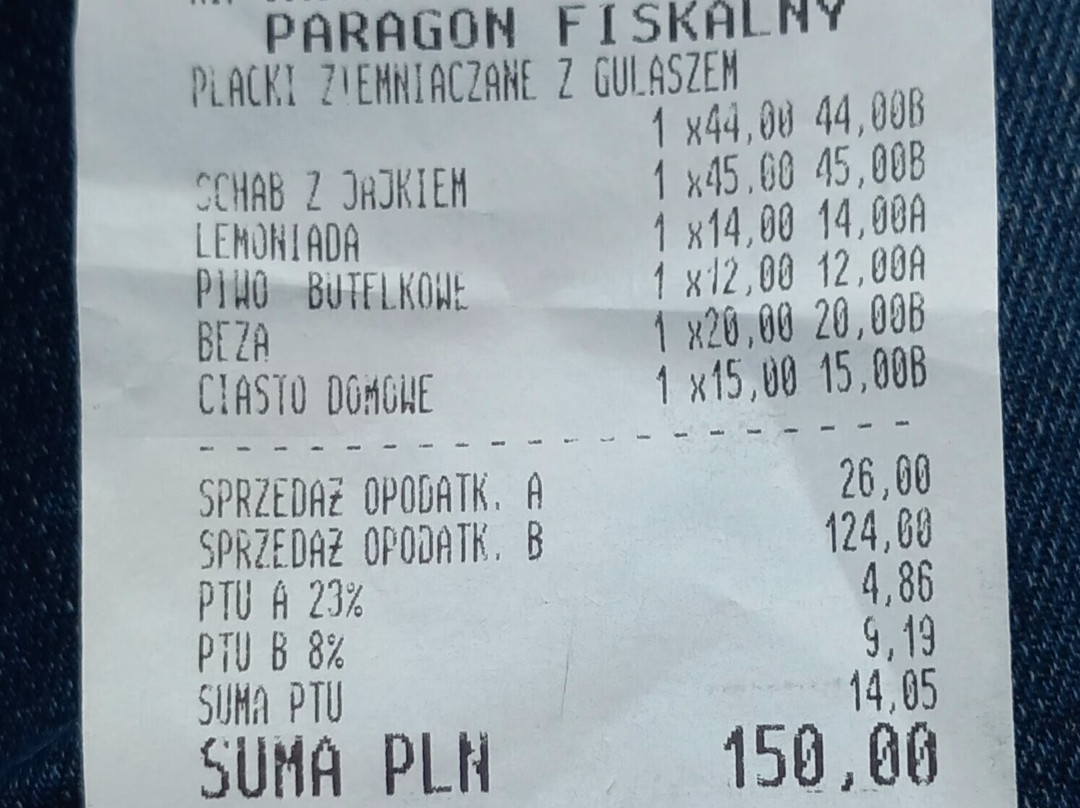 PARAGON FISKALNY
PLACKI ZIEMNIACZANE Z GULASZEM
1 x44,00 44,00B
SCHAB Z JAJKIEM 1 x45,00 45,00B
LEMONIADA 1 x14,00 14,00A
PIWO BUTELKOWE 1 x12,00 12,00A
BEZA 1 x20,00 20,00B
CIASTO DOMOWE 1 x15,00 15,00B
- - - - - - - - - - - - - - - - - - - -
SPRZEDAŻ OPODATK. A 26,00
SPRZEDAŻ OPODATK. B 124,00
PTU A 23% 4,86
PTU B 8% 9,19
SUMA PTU 14,05
SUMA PLN 150,00